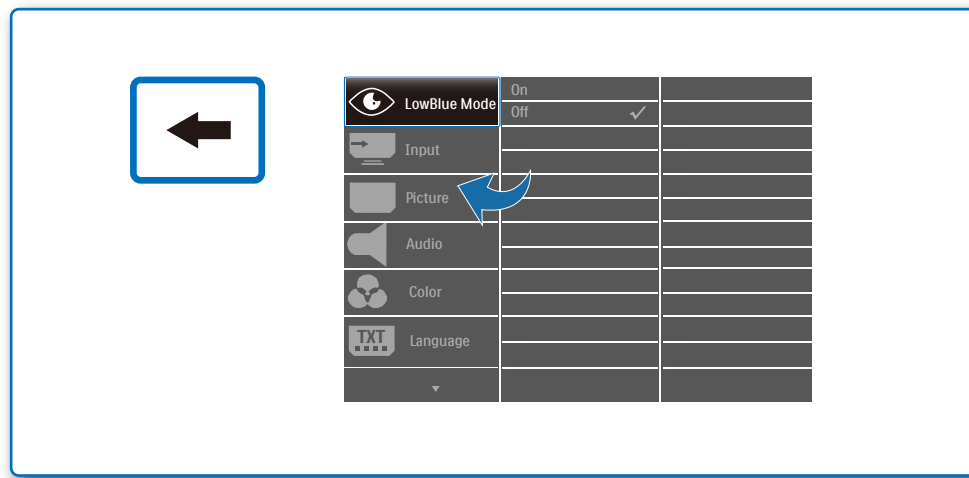 LowBlue Mode
On
Off
Input
Picture
Audio
Color
TXT
Language